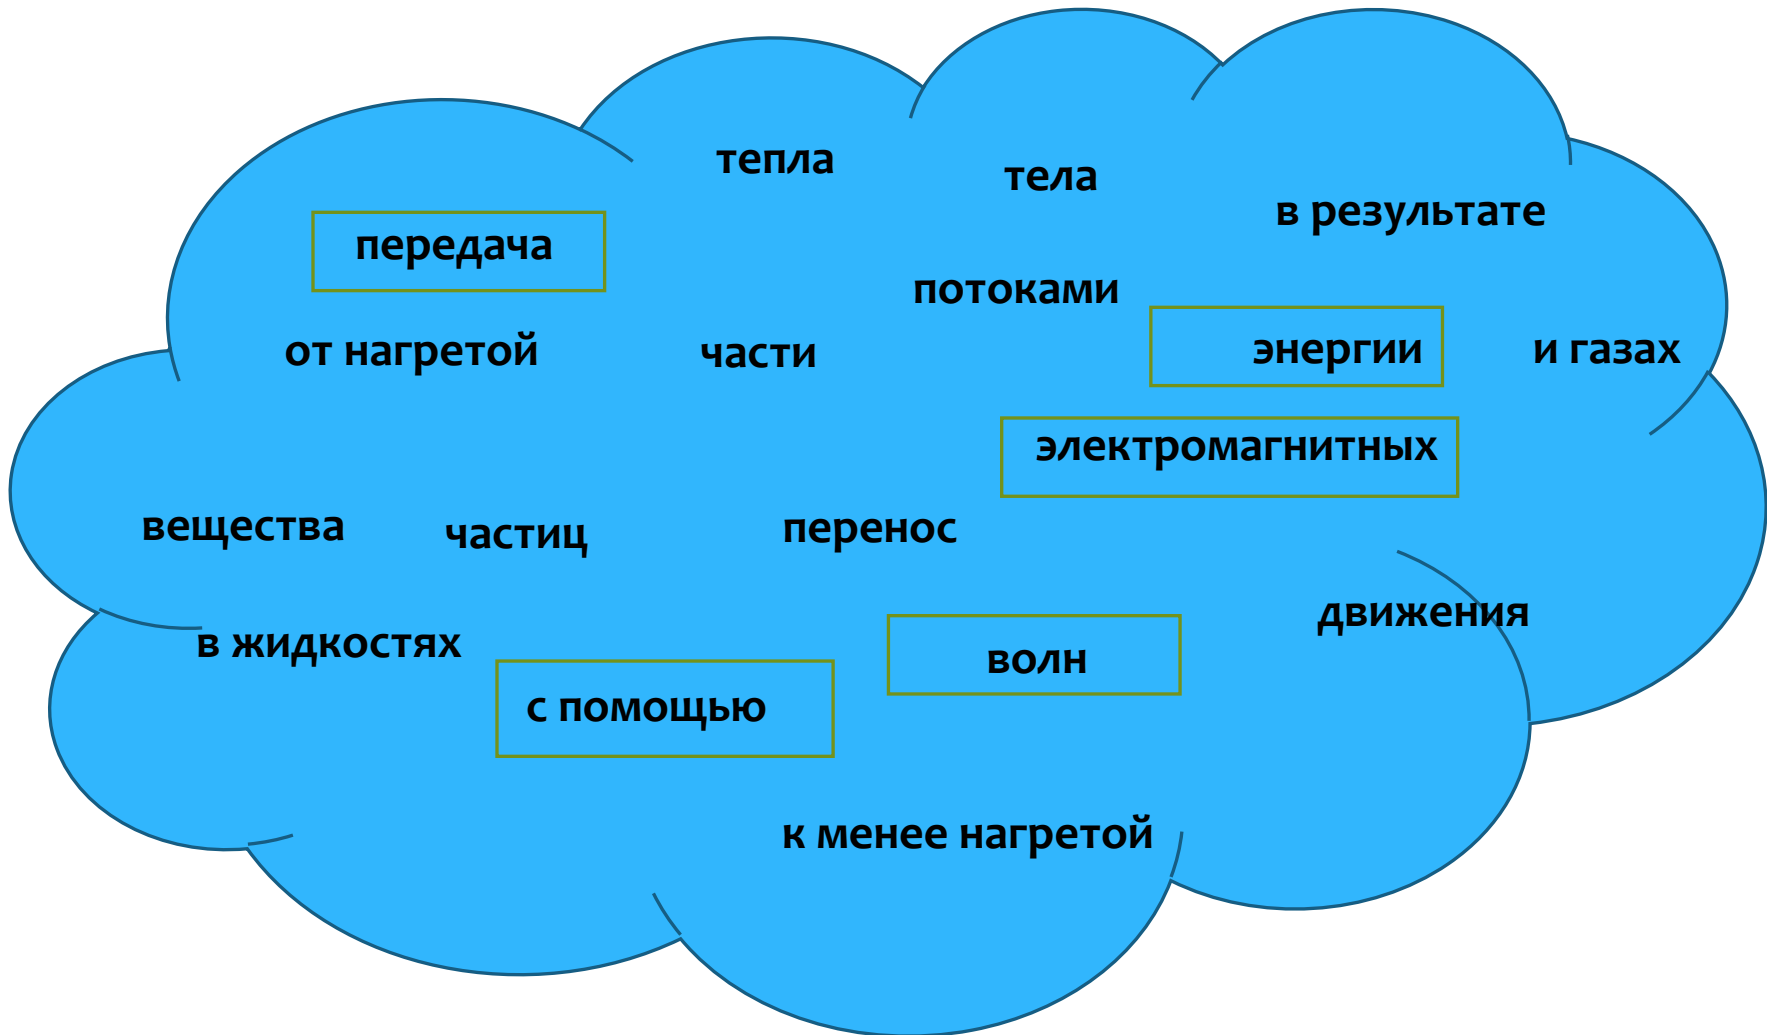 тепла
тела
в результате
передача
потоками
от нагретой
части
энергии
и газах
электромагнитных
вещества
частиц
перенос
движения
в жидкостях
волн
с помощью
к менее нагретой